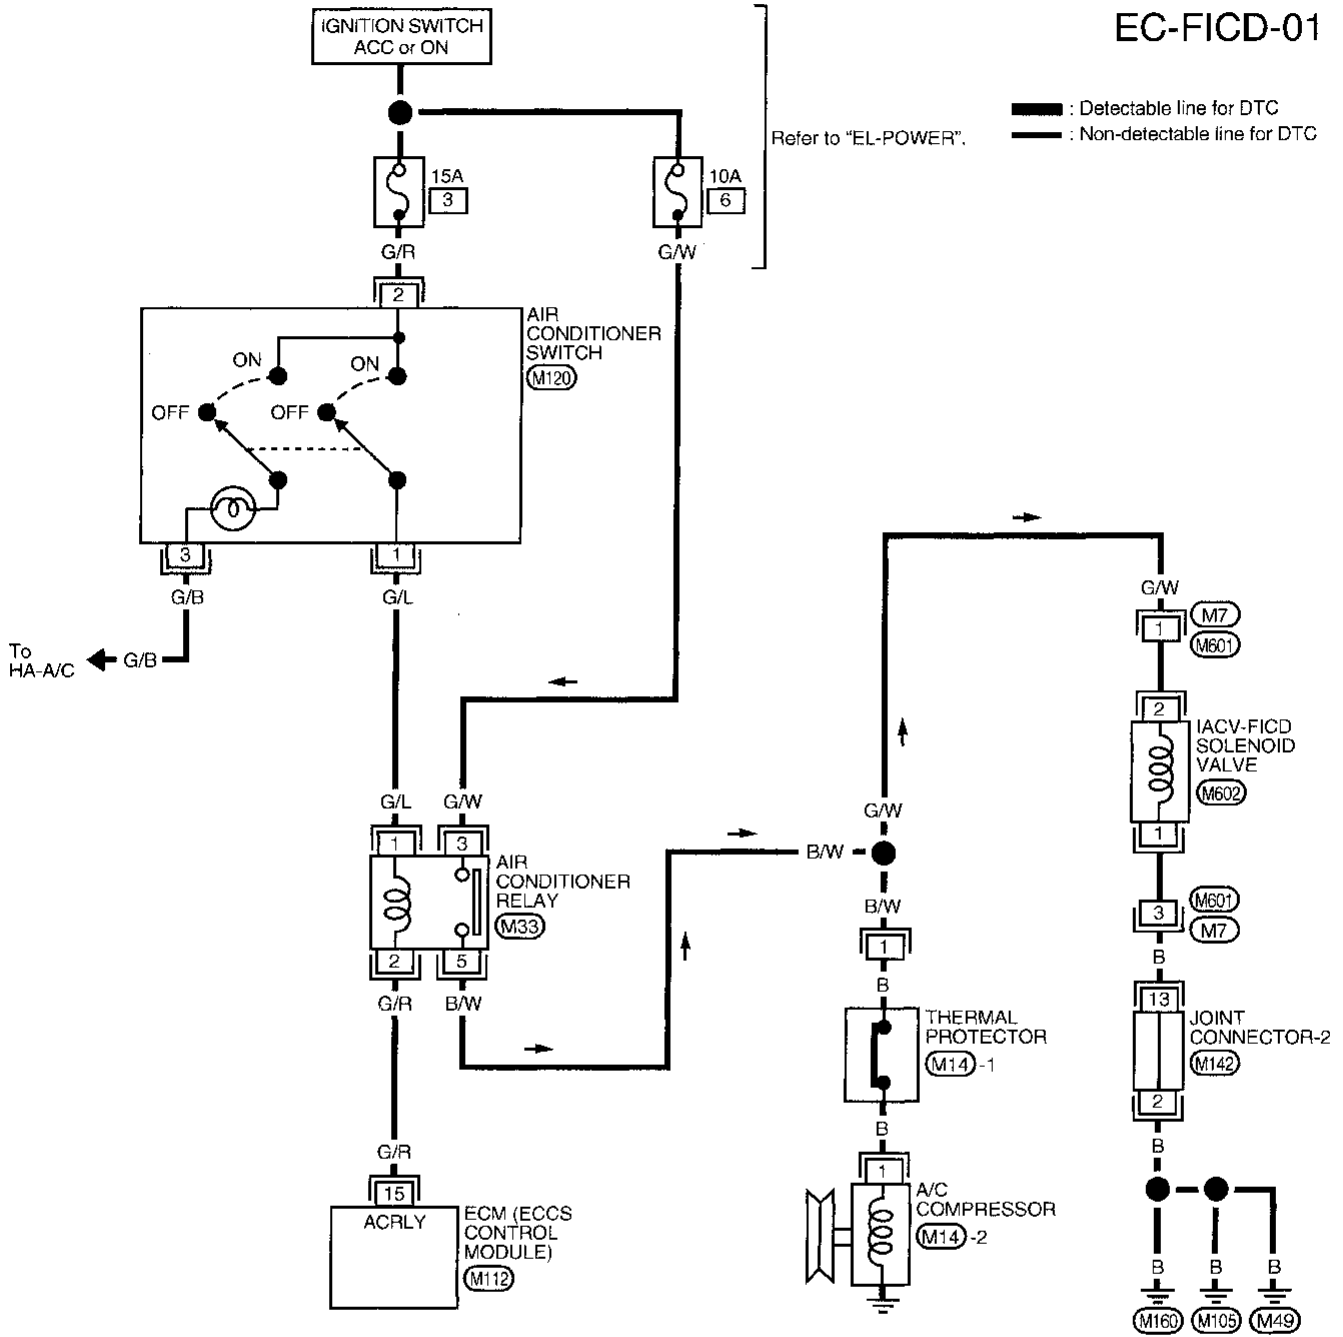 EC-FICD-01
IGNITION SWITCH
ACC or ON
: Detectable line for DTC
: Non-detectable line for DTC
Refer to "EL-POWER".
15A
3
10A
6
G/R
G/W
2
AIR
CONDITIONER
SWITCH
M120
ON
ON
OFF
OFF
3
1
G/B
G/L
To
HA-A/C
G/B
G/W
1
M7
M601
2
IACV-FICD
SOLENOID
VALVE
M602
1
G/L
G/W
G/W
1
3
B/W
AIR
CONDITIONER
RELAY
M33
B/W
3
M601
M7
2
5
1
B
G/R
B/W
B
13
THERMAL
PROTECTOR
M14 -1
JOINT
CONNECTOR-2
M142
2
B
B
G/R
1
15
ACRLY
ECM (ECCS
CONTROL
MODULE)
M112
A/C
COMPRESSOR
M14 -2
B
B
B
M160
M105
M49